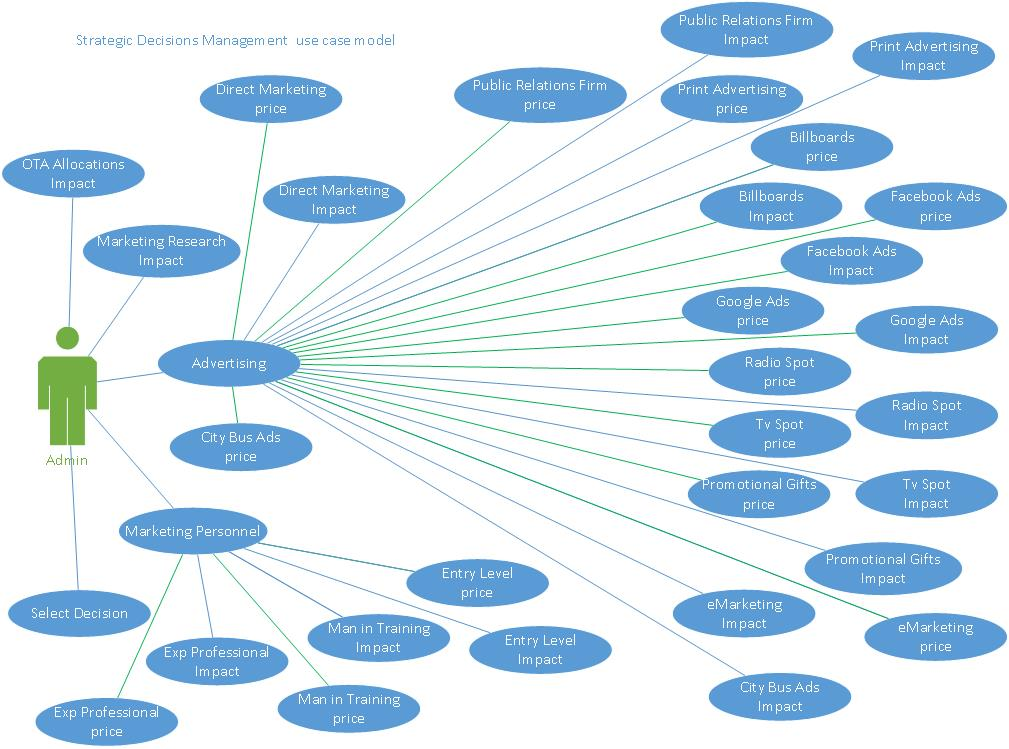 Strategic Decisions Management use case model
Public Relations Firm
Impact
Print Advertising
Impact
Direct Marketing
price
Public Relations Firm
price
Print Advertising
price
Billboards
price
OTA Allocations
Impact
Direct Marketing
Impact
Billboards
Impact
Facebook Ads
price
Marketing Research
Impact
Facebook Ads
Impact
Google Ads
price
Google Ads
Impact
Advertising
Radio Spot
price
Radio Spot
Impact
City Bus Ads
price
Tv Spot
price
Admin
Promotional Gifts
price
Tv Spot
Impact
Marketing Personnel
Promotional Gifts
Impact
Entry Level
price
Select Decision
eMarketing
Impact
Man in Training
Impact
eMarketing
price
Entry Level
Impact
Exp Professional
Impact
City Bus Ads
Impact
Man in Training
price
Exp Professional
price